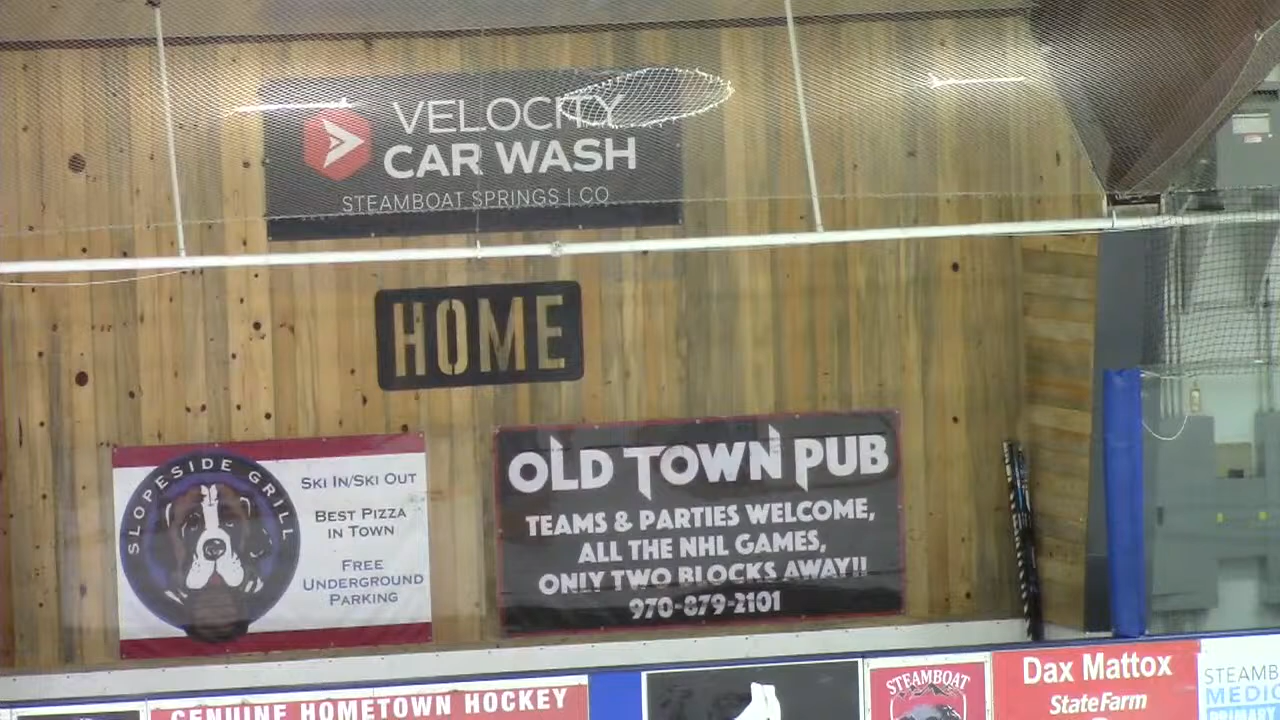 VELOCITY
CAR WASH
STEAMBOAT SPRINGS | CO
HOME
SLOPESIDE GRILL
SKI IN/SKI OUT
BEST PIZZA
IN TOWN
FREE
UNDERGROUND
PARKING
OLD TOWN PUB
TEAMS & PARTIES WELCOME,
ALL THE NHL GAMES,
ONLY TWO BLOCKS AWAY!!
970-879-2101
GENUINE HOMETOWN HOCKEY
STEAMBOAT
Dax Mattox
State Farm
STEAMB
MEDIC
PRIMARY